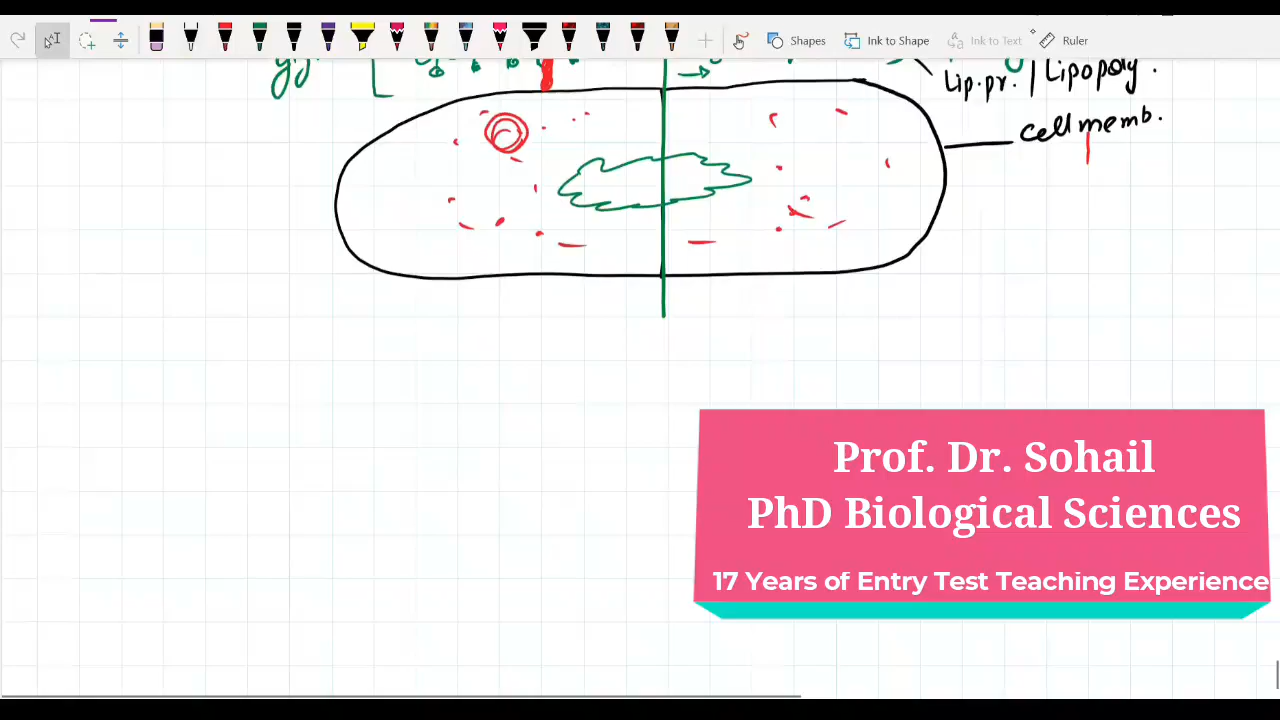 Shapes
Ink to Shape
Ink to Text
Ruler
Lip.pr. / Lipopoly.
cell memb.
Prof. Dr. Sohail
PhD Biological Sciences
17 Years of Entry Test Teaching Experience